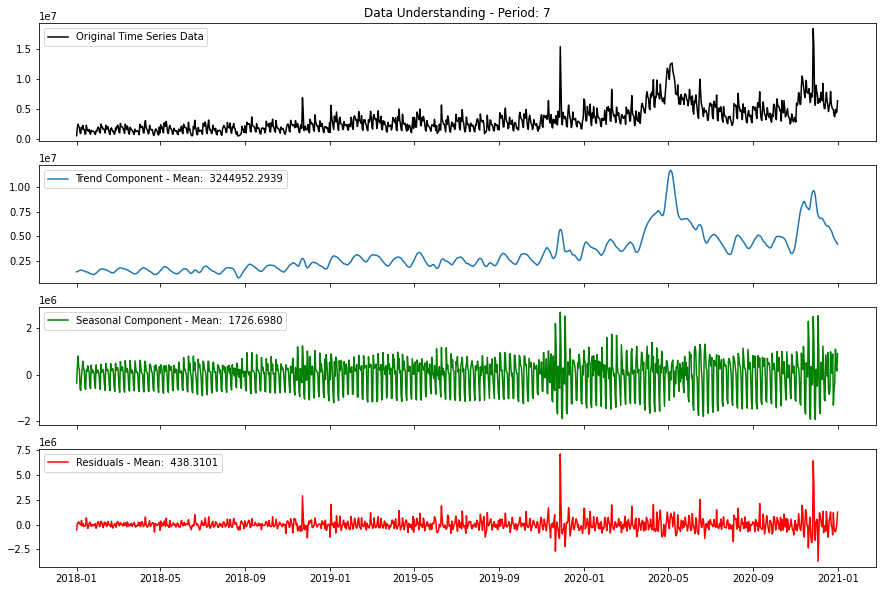 Data Understanding - Period: 7
1e7
Original Time Series Data
1.5
1.0
0.5
0.0
1e7
Trend Component - Mean:  3244952.2939
1.00
0.75
0.50
0.25
1e6
Seasonal Component - Mean:  1726.6980
2
0
−2
1e6
Residuals - Mean:  438.3101
7.5
5.0
2.5
0.0
−2.5
2018-01 2018-05 2018-09 2019-01 2019-05 2019-09 2020-01 2020-05 2020-09 2021-01